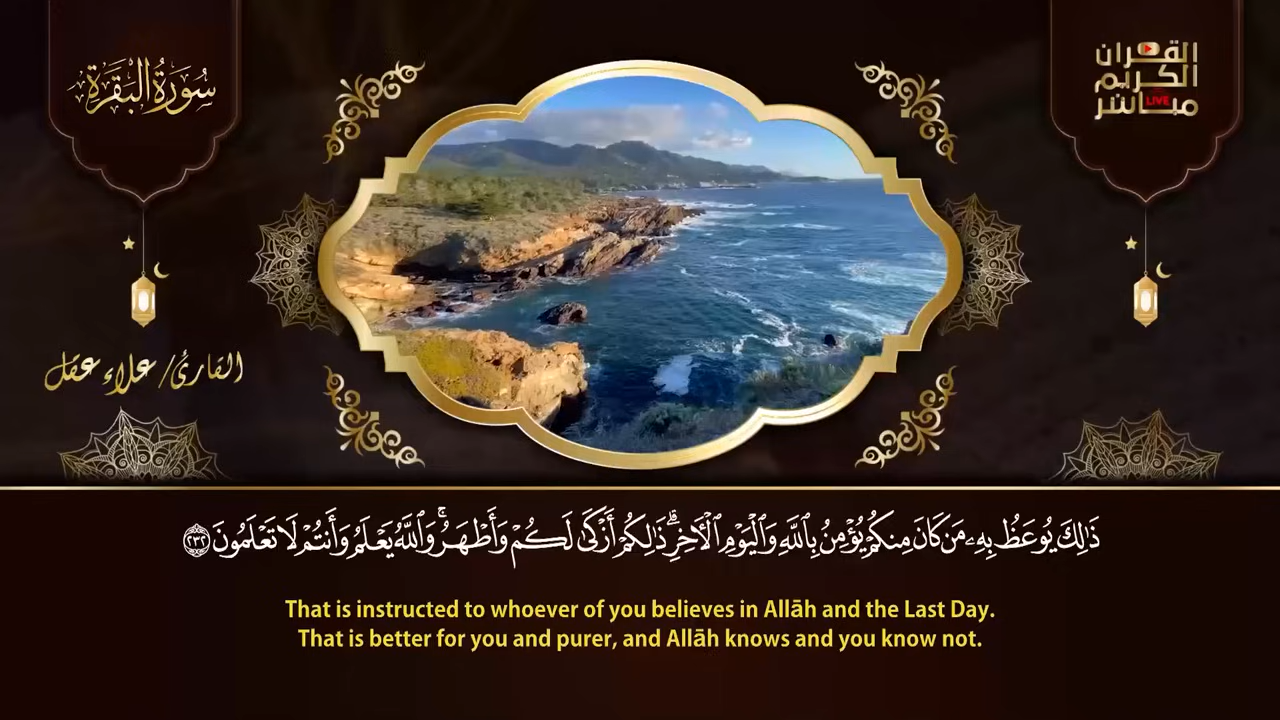 سُورَةُ البَقَرَةِ
القرآن
الكريم
مباشر
LIVE
القارئ/ علاء عقل
ذَٰلِكَ يُوعَظُ بِهِۦ مَن كَانَ مِنكُمْ يُؤْمِنُ بِٱللَّهِ وَٱلْيَوْمِ ٱلْءَاخِرِ ۗ ذَٰلِكُمْ أَزْكَىٰ لَكُمْ وَأَطْهَرُ ۚ وَٱللَّهُ يَعْلَمُ وَأَنتُمْ لَا تَعْلَمُونَ ٢٣٢
That is instructed to whoever of you believes in Allāh and the Last Day.
That is better for you and purer, and Allāh knows and you know not.